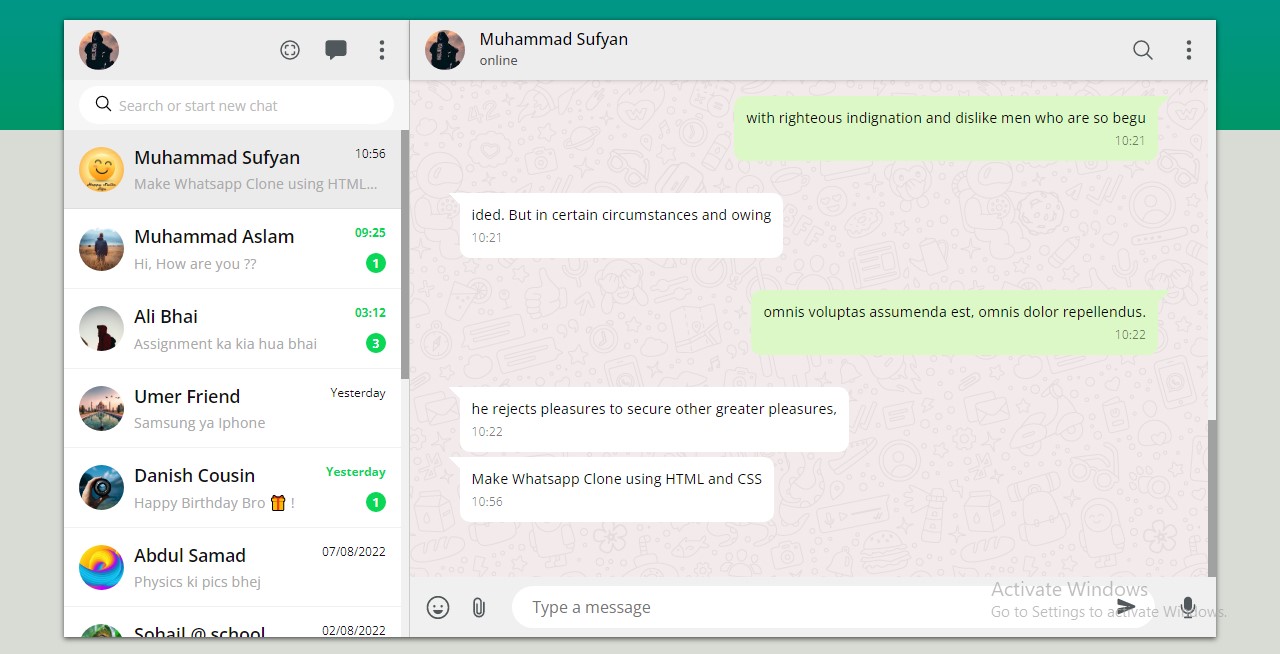 Muhammad Sufyan
online
Search or start new chat
Muhammad Sufyan
10:56
Make Whatsapp Clone using HTML...
Muhammad Aslam
09:25
Hi, How are you ??
1
Ali Bhai
03:12
Assignment ka kia hua bhai
3
Umer Friend
Yesterday
Samsung ya Iphone
Danish Cousin
Yesterday
Happy Birthday Bro 🎁 !
1
Abdul Samad
07/08/2022
Physics ki pics bhej
Sohail @ school
02/08/2022
with righteous indignation and dislike men who are so begu
10:21
ided. But in certain circumstances and owing
10:21
omnis voluptas assumenda est, omnis dolor repellendus.
10:22
he rejects pleasures to secure other greater pleasures,
10:22
Make Whatsapp Clone using HTML and CSS
10:56
Type a message
Activate Windows
Go to Settings to activate Windows.